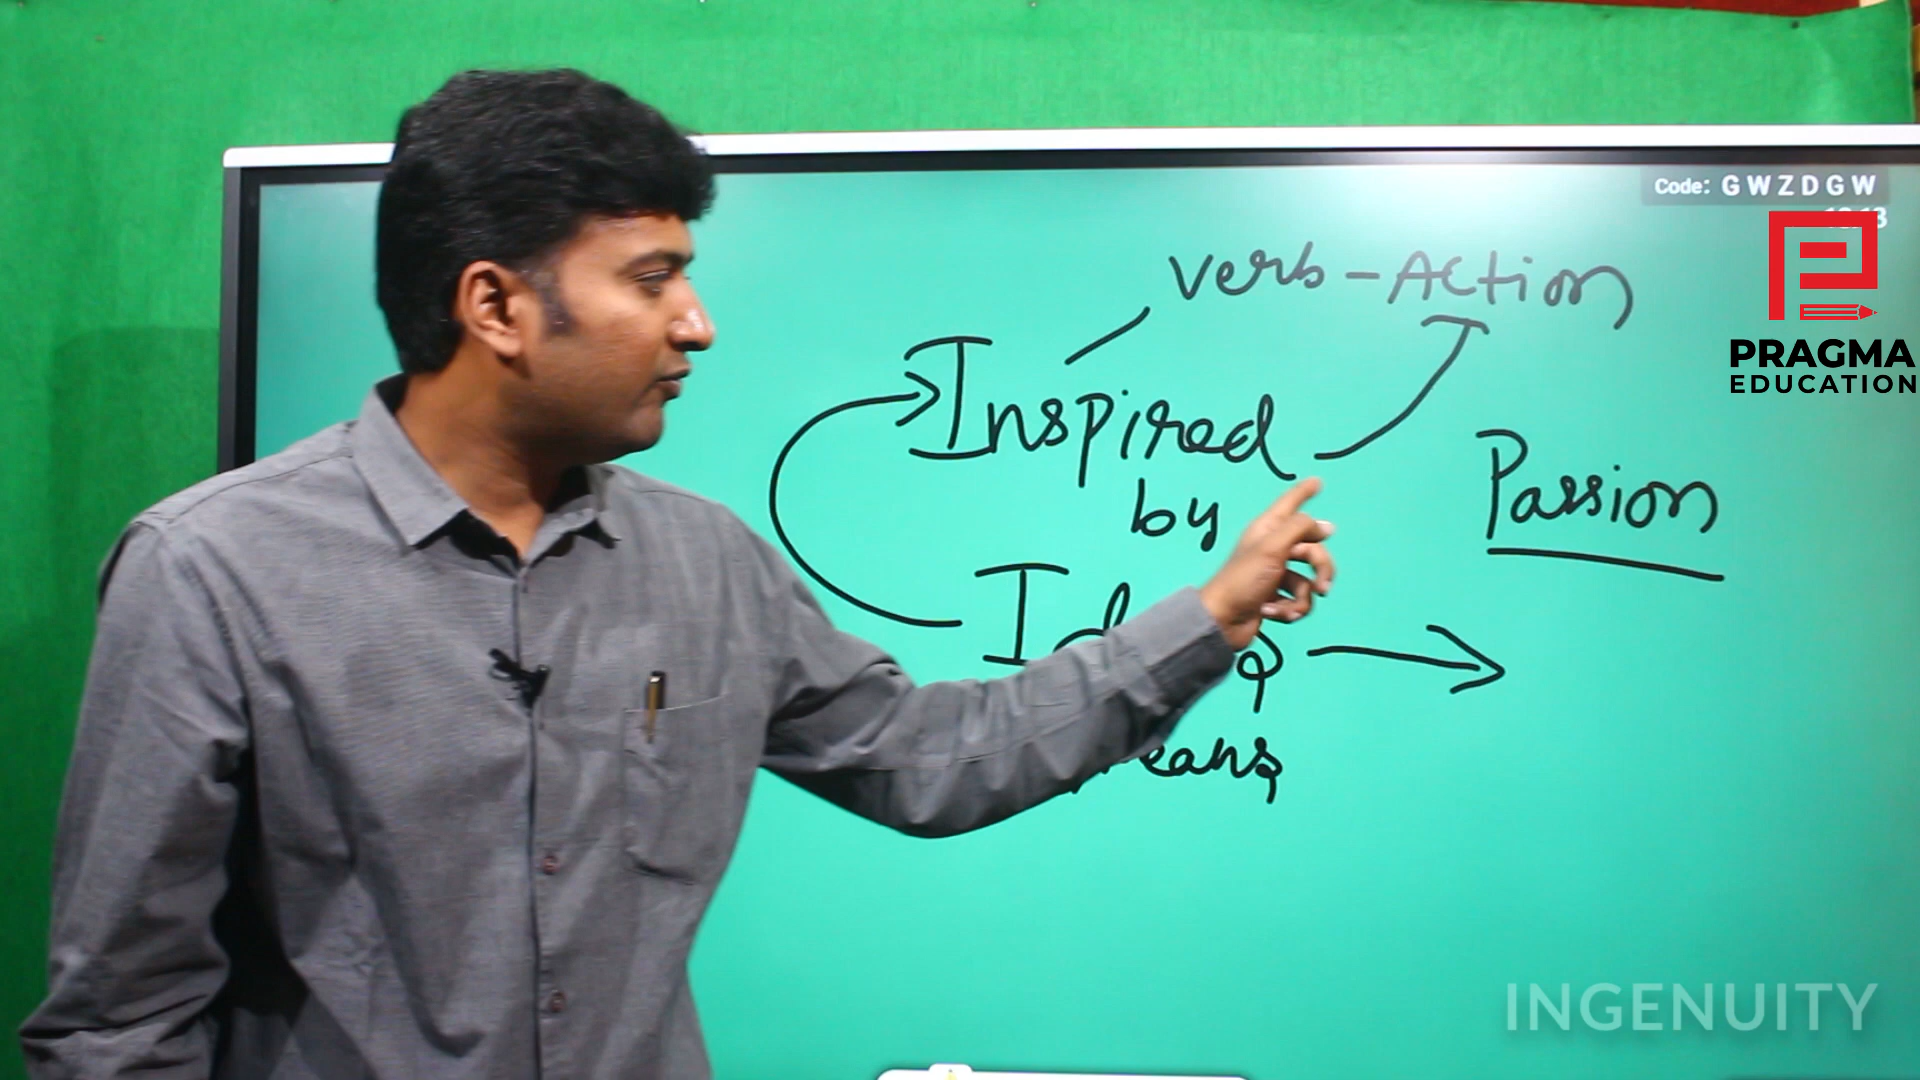 Code: GWZDGW
PRAGMA
EDUCATION
verb - Action
Inspired
by
Passion
INGENUITY